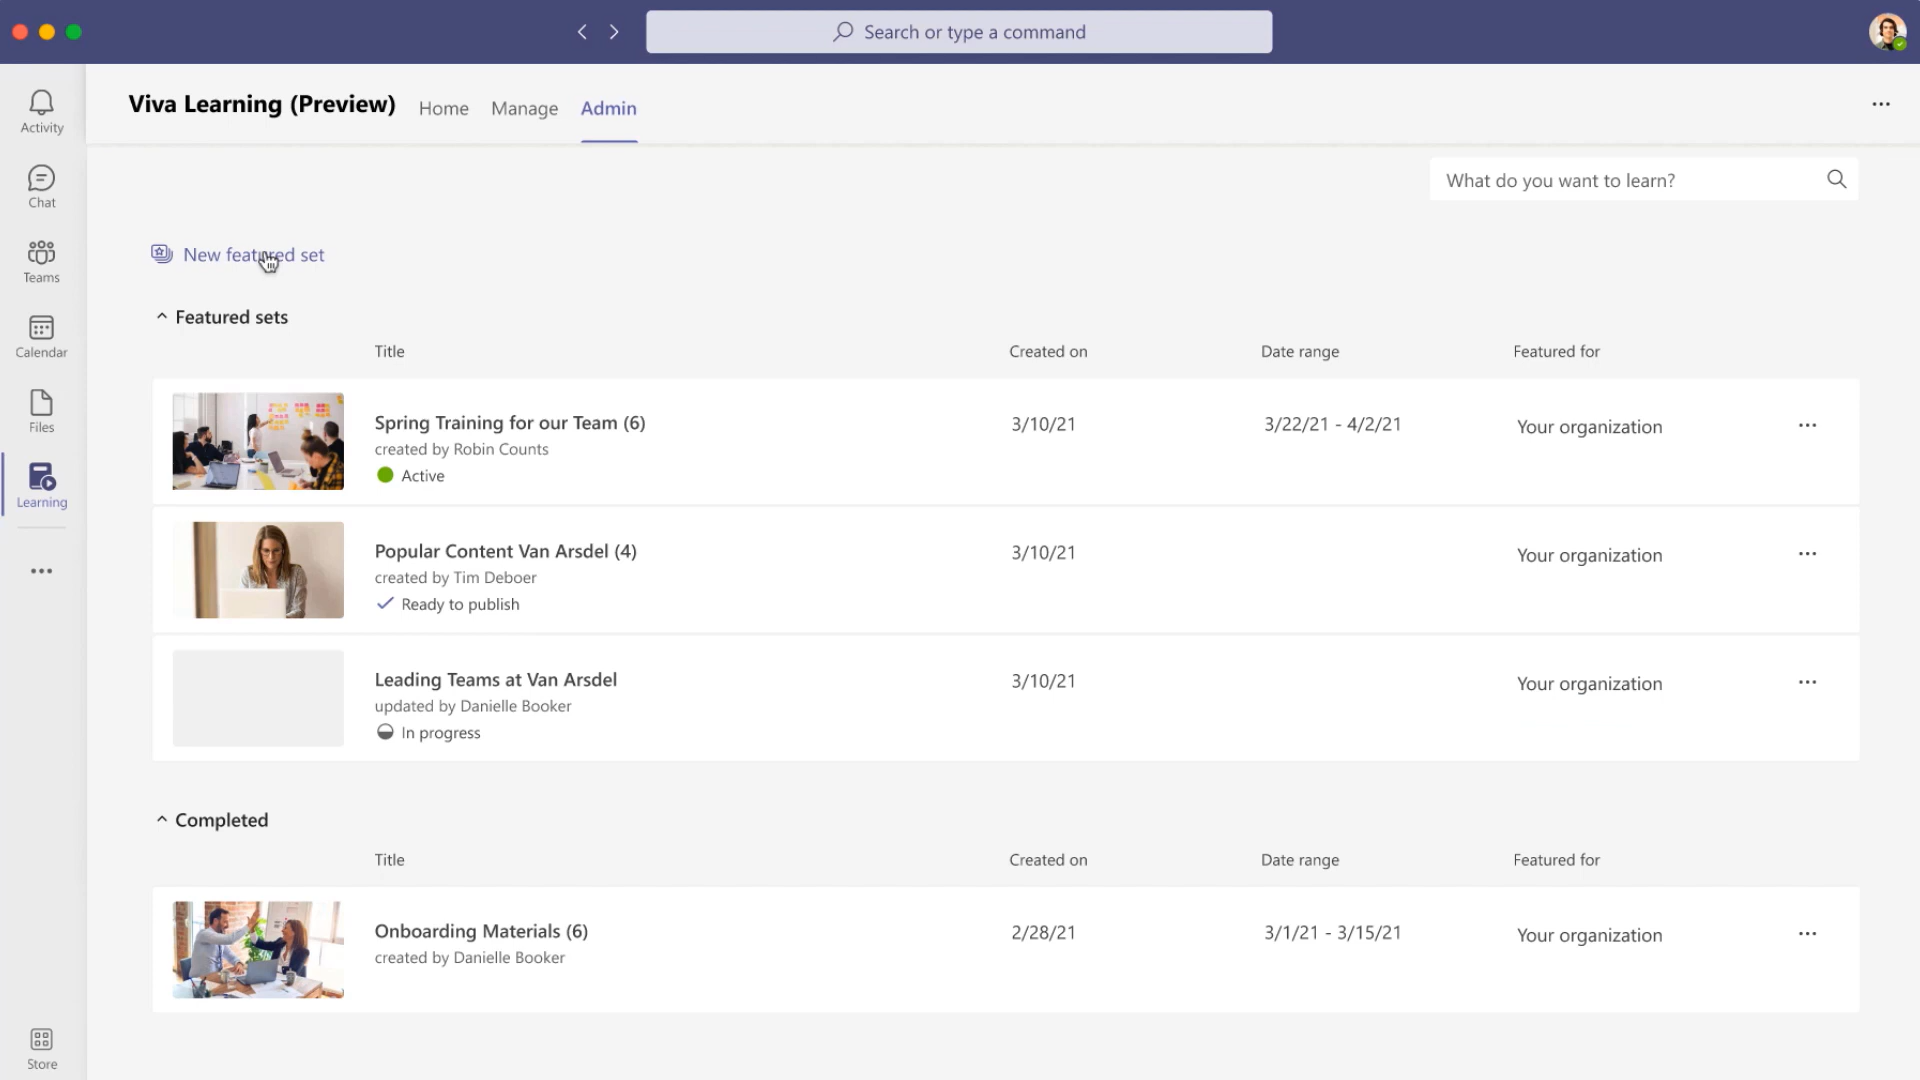 Search or type a command
Viva Learning (Preview)
Home
Manage
Admin
Activity
Chat
Teams
Calendar
Files
Learning
Store
What do you want to learn?
New featured set
Featured sets
Title
Created on
Date range
Featured for
Spring Training for our Team (6)
created by Robin Counts
Active
3/10/21
3/22/21 - 4/2/21
Your organization
Popular Content Van Arsdel (4)
created by Tim Deboer
Ready to publish
3/10/21
Your organization
Leading Teams at Van Arsdel
updated by Danielle Booker
In progress
3/10/21
Your organization
Completed
Title
Created on
Date range
Featured for
Onboarding Materials (6)
created by Danielle Booker
2/28/21
3/1/21 - 3/15/21
Your organization